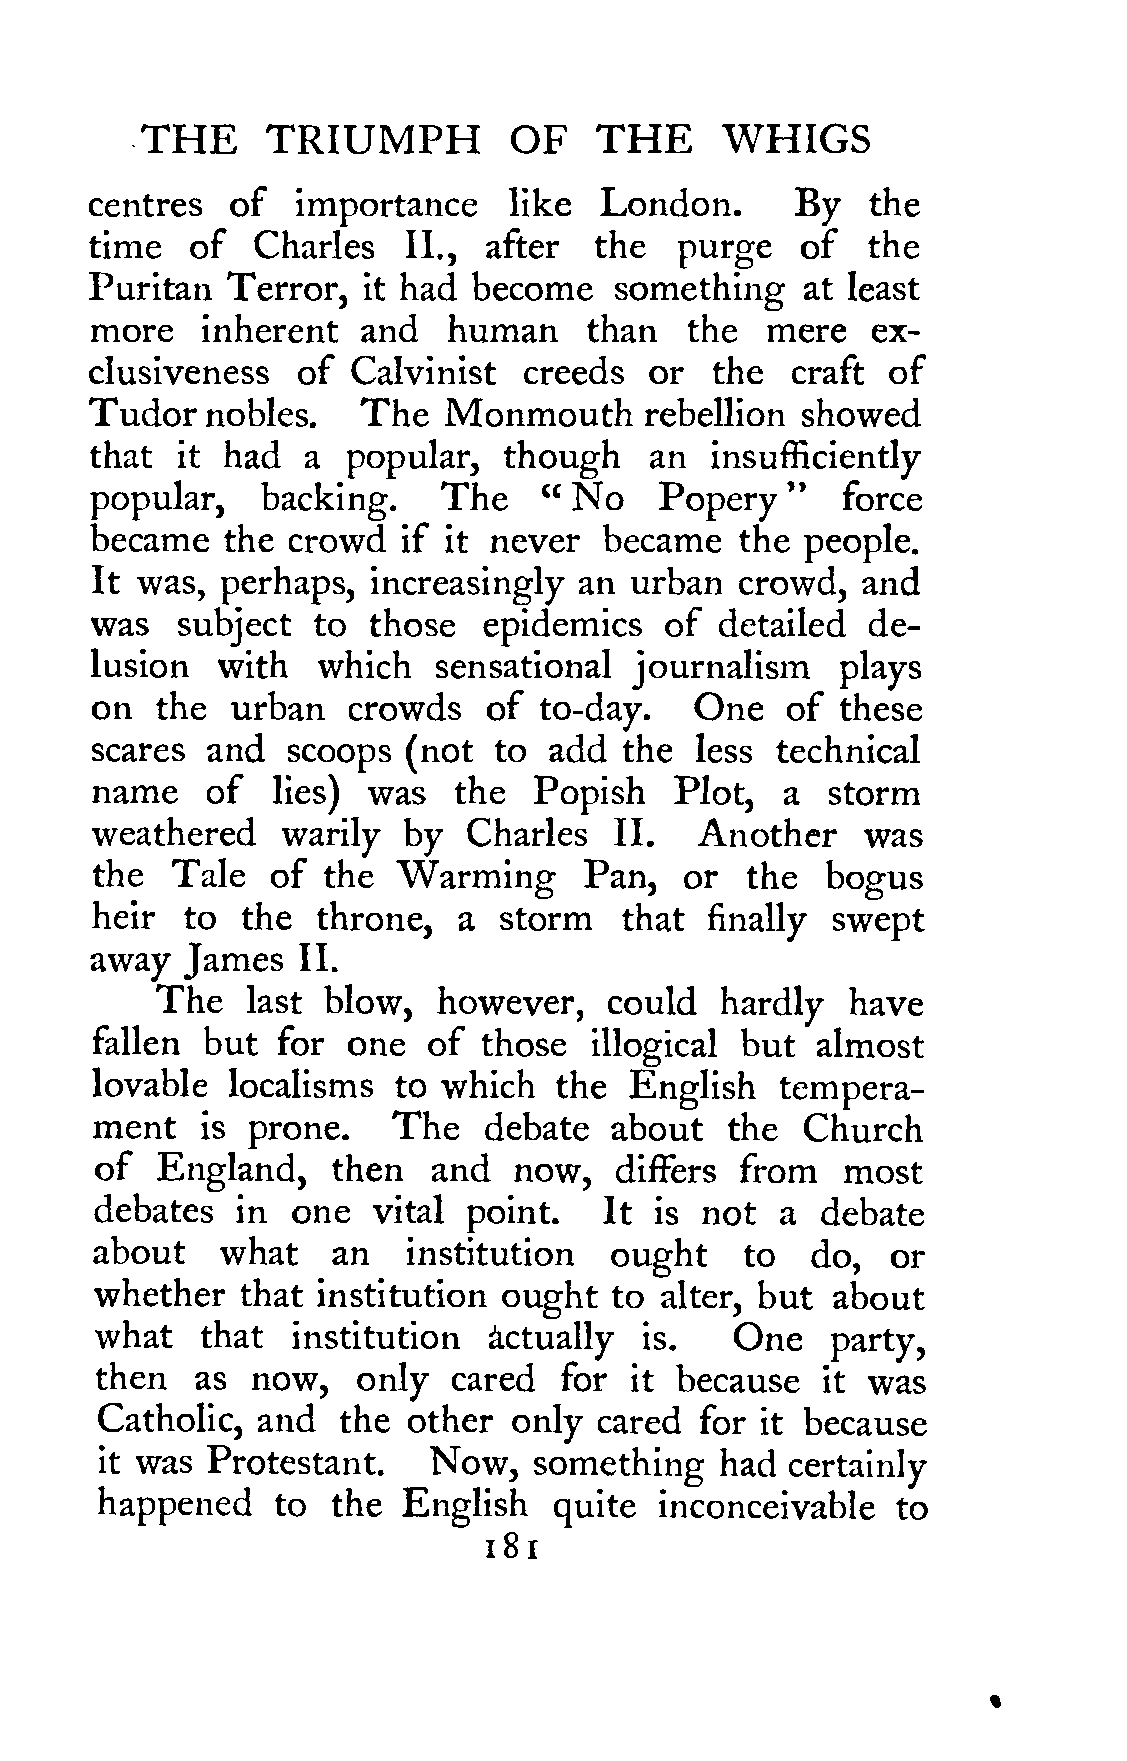 THE TRIUMPH OF THE WHIGS
centres of importance like London. By the
time of Charles II., after the purge of the
Puritan Terror, it had become something at least
more inherent and human than the mere ex-
clusiveness of Calvinist creeds or the craft of
Tudor nobles. The Monmouth rebellion showed
that it had a popular, though an insufficiently
popular, backing. The “No Popery” force
became the crowd if it never became the people.
It was, perhaps, increasingly an urban crowd, and
was subject to those epidemics of detailed de-
lusion with which sensational journalism plays
on the urban crowds of to-day. One of these
scares and scoops (not to add the less technical
name of lies) was the Popish Plot, a storm
weathered warily by Charles II. Another was
the Tale of the Warming Pan, or the bogus
heir to the throne, a storm that finally swept
away James II.
The last blow, however, could hardly have
fallen but for one of those illogical but almost
lovable localisms to which the English tempera-
ment is prone. The debate about the Church
of England, then and now, differs from most
debates in one vital point. It is not a debate
about what an institution ought to do, or
whether that institution ought to alter, but about
what that institution actually is. One party,
then as now, only cared for it because it was
Catholic, and the other only cared for it because
it was Protestant. Now, something had certainly
happened to the English quite inconceivable to
181